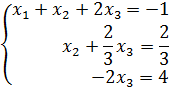 x₁ + x₂ + 2x₃ = −1
x₂ + 2/3 x₃ = 2/3
−2x₃ = 4